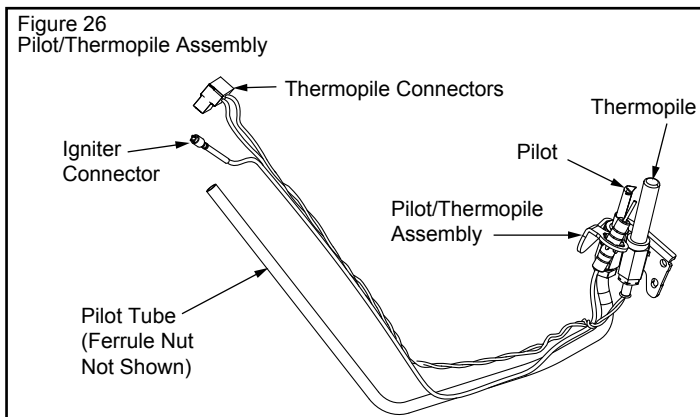 Figure 26
Pilot/Thermopile Assembly
Thermopile Connectors
Thermopile
Igniter
Connector
Pilot
Pilot/Thermopile
Assembly
Pilot Tube
(Ferrule Nut
Not Shown)